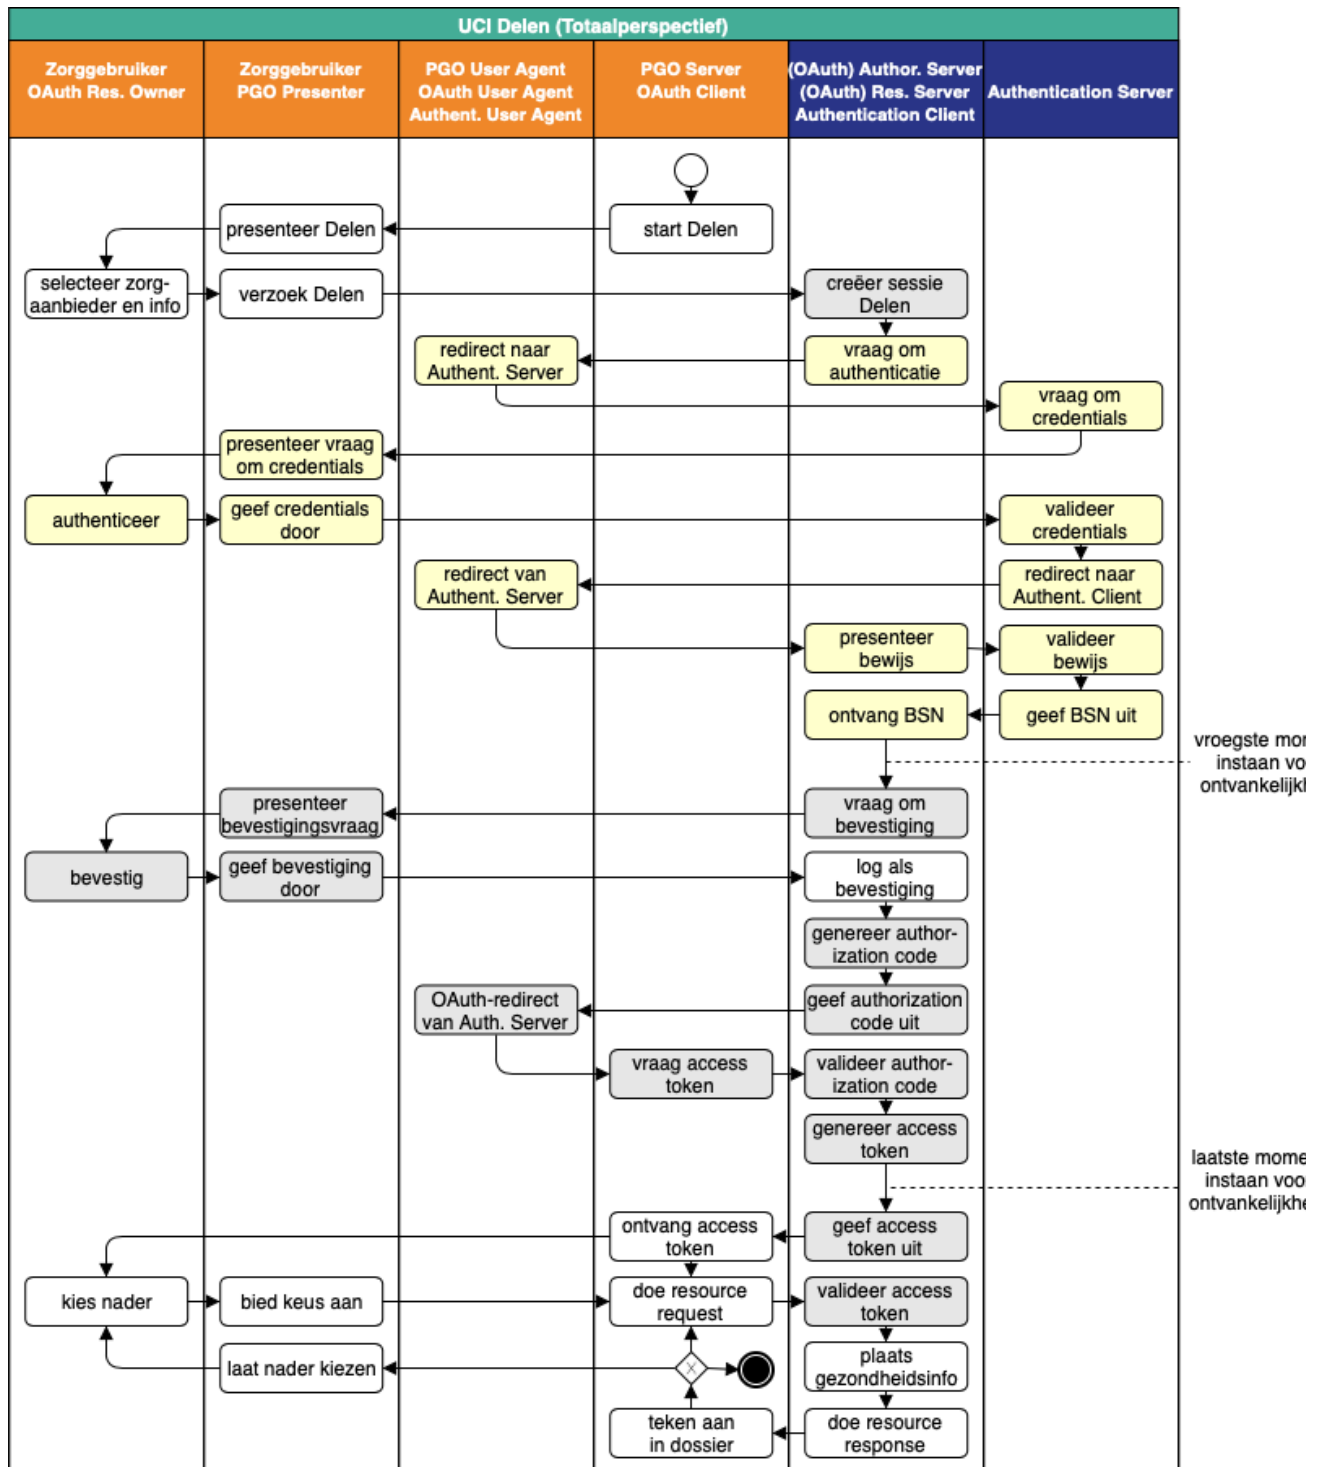 UCI Delen (Totaalperspectief)
Zorggebruiker
OAuth Res. Owner
Zorggebruiker
PGO Presenter
PGO User Agent
OAuth User Agent
Authent. User Agent
PGO Server
OAuth Client
(OAuth) Author. Server
(OAuth) Res. Server
Authentication Client
Authentication Server
presenteer Delen
start Delen
selecteer zorg-
aanbieder en info
verzoek Delen
creëer sessie
Delen
redirect naar
Authent. Server
vraag om
authenticatie
vraag om
credentials
presenteer vraag
om credentials
authenticeer
geef credentials
door
valideer
credentials
redirect van
Authent. Server
redirect naar
Authent. Client
presenteer
bewijs
valideer
bewijs
ontvang BSN
geef BSN uit
vroegste
instaan
presenteer
bevestigingsvraag
vraag om
bevestiging
bevestig
geef bevestiging
door
log als
bevestiging
genereer author-
ization code
OAuth-redirect
van Auth. Server
geef authorization
code uit
vraag access
token
valideer author-
ization code
genereer access
token
laatste
instaan
ontvang access
token
geef access
token uit
kies nader
bied keus aan
doe resource
request
valideer access
token
laat nader kiezen
X
plaats
gezondheidsinfo
teken aan
in dossier
doe resource
response